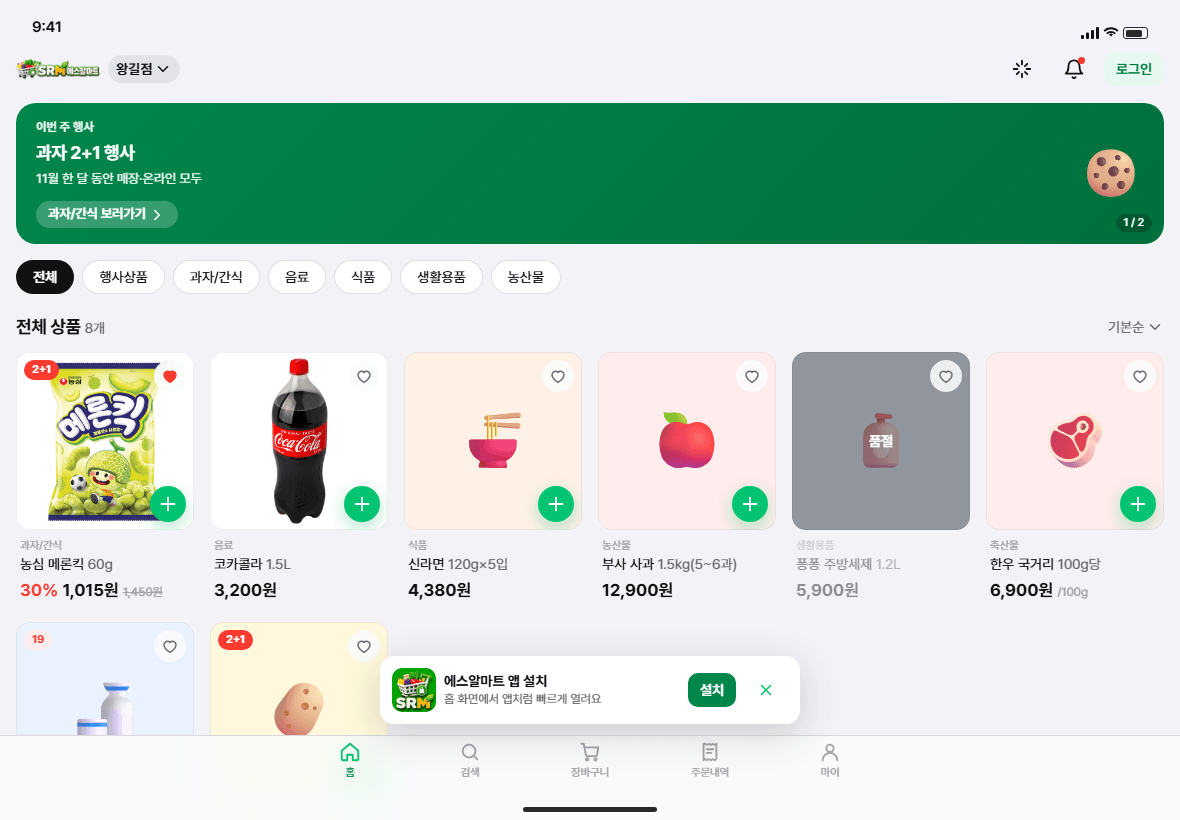 9:41
SRM에스알마트 왕길점
로그인
이번 주 행사
과자 2+1 행사
11월 한 달 동안 매장·온라인 모두
과자/간식 보러가기
1 / 2
전체 행사상품 과자/간식 음료 식품 생활용품 농산물
전체 상품 8개
기본순
2+1
농심
메론킥
ORIGINAL TASTE
Coca-Cola
품절
과자/간식
농심 메론킥 60g
30% 1,015원 1,450원
음료
코카콜라 1.5L
3,200원
식품
신라면 120g×5입
4,380원
농산물
부사 사과 1.5kg(5~6과)
12,900원
생활용품
퐁퐁 주방세제 1.2L
5,900원
축산물
한우 국거리 100g당
6,900원 /100g
19
2+1
SRM
에스알마트 앱 설치
홈 화면에서 앱처럼 빠르게 열려요
설치
홈 검색 장바구니 주문내역 마이